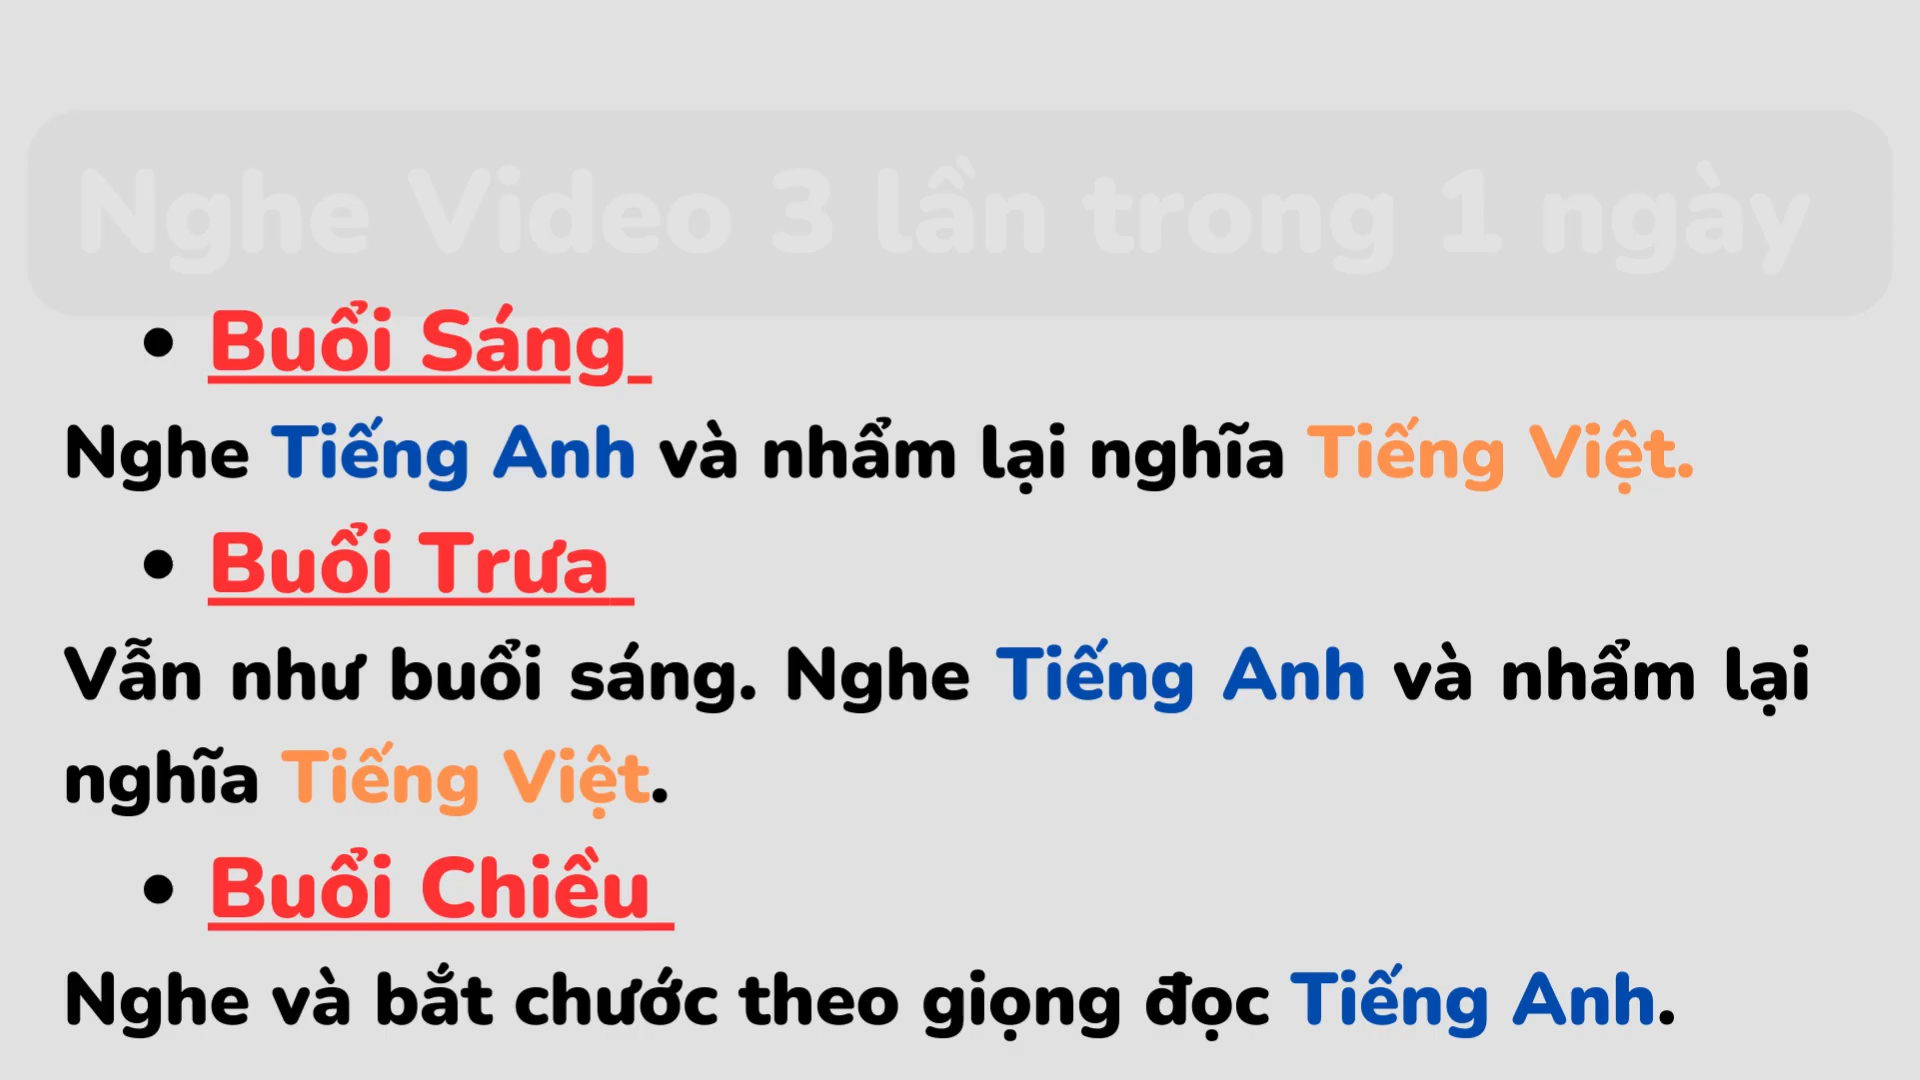 Nghe Video 3 lần trong 1 ngày
• Buổi Sáng
Nghe Tiếng Anh và nhẩm lại nghĩa Tiếng Việt.
• Buổi Trưa
Vẫn như buổi sáng. Nghe Tiếng Anh và nhẩm lại
nghĩa Tiếng Việt.
• Buổi Chiều
Nghe và bắt chước theo giọng đọc Tiếng Anh.